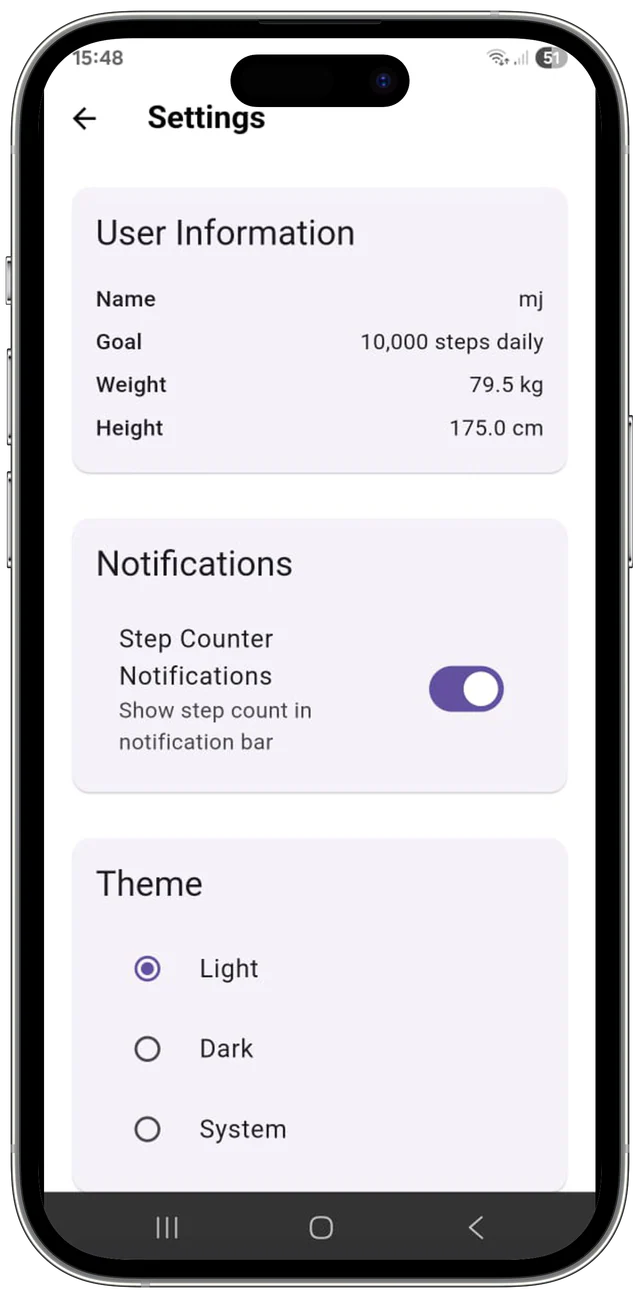 15:48
51
Settings
User Information
Name mj
Goal 10,000 steps daily
Weight 79.5 kg
Height 175.0 cm
Notifications
Step Counter
Notifications
Show step count in
notification bar
Theme
Light
Dark
System